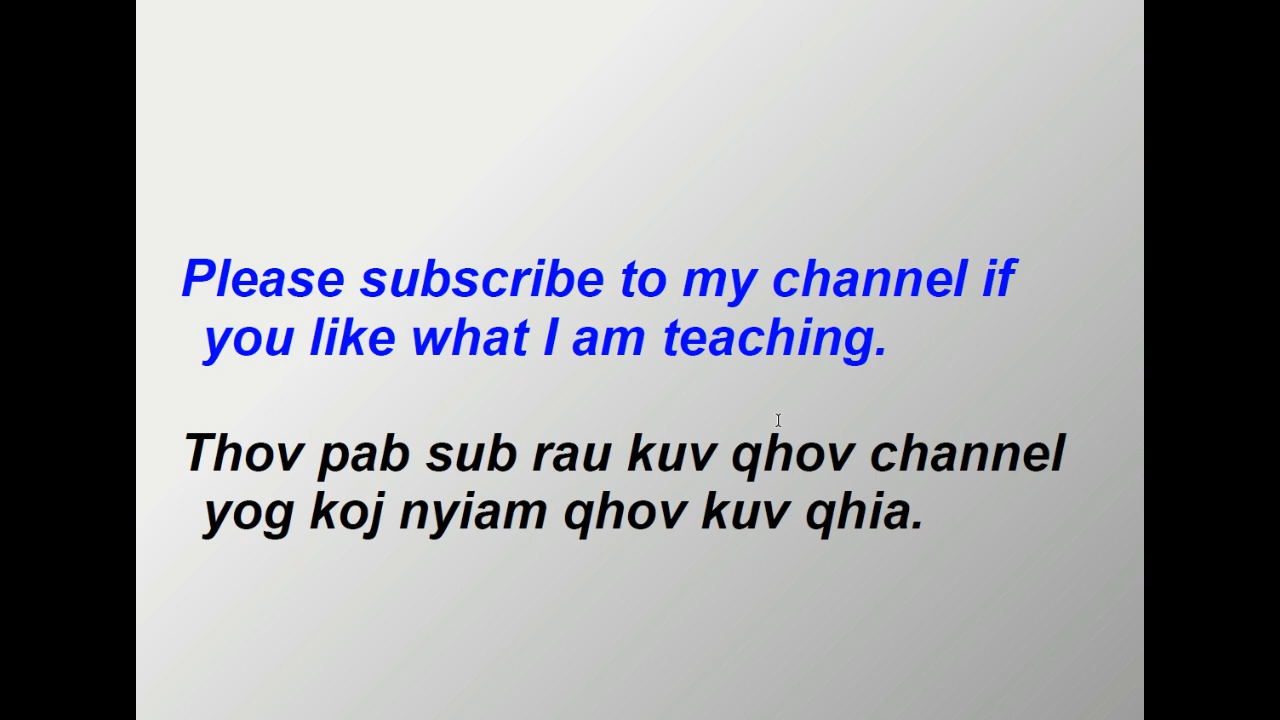 Please subscribe to my channel if
you like what I am teaching.
Thov pab sub rau kuv qhov channel
yog koj nyiam qhov kuv qhia.